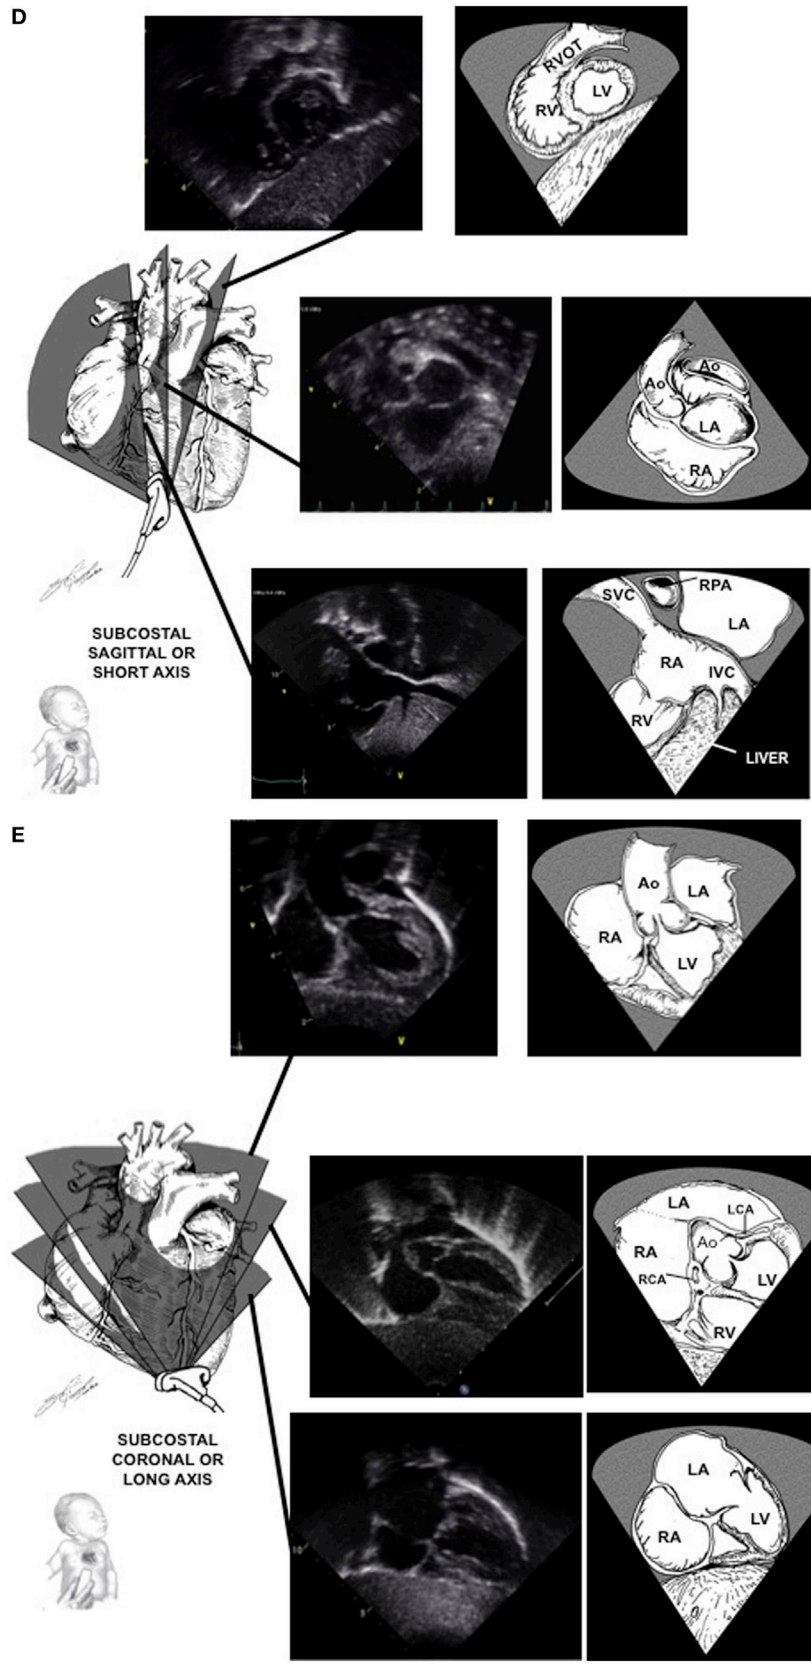 D
RVOT
RV
LV
Ao
Ao
LA
RA
SUBCOSTAL
SAGITTAL OR
SHORT AXIS
SVC
RPA
LA
RA
IVC
RV
LIVER
V
V
E
Ao
LA
RA
LV
V
LA
LCA
RA
Ao
RCA
LV
RV
SUBCOSTAL
CORONAL OR
LONG AXIS
LA
LV
RA
10